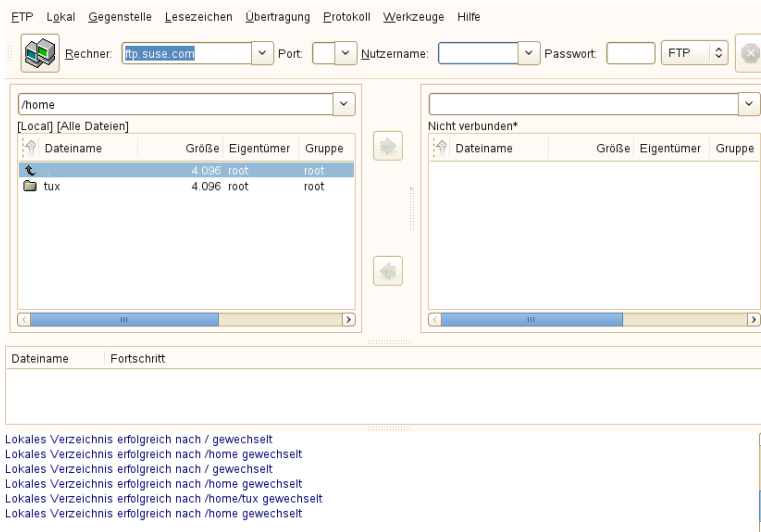 FTP Lokal Gegenstelle Lesezeichen Übertragung Protokoll Werkzeuge Hilfe
Rechner: ftp.suse.com Port: Nutzername: Passwort: FTP
/home
[Local] [Alle Dateien]
Dateiname Größe Eigentümer Gruppe
.. 4.096 root root
tux 4.096 root root
Nicht verbunden*
Dateiname Größe Eigentümer Gruppe
Dateiname Fortschritt
Lokales Verzeichnis erfolgreich nach / gewechselt
Lokales Verzeichnis erfolgreich nach /home gewechselt
Lokales Verzeichnis erfolgreich nach / gewechselt
Lokales Verzeichnis erfolgreich nach /home gewechselt
Lokales Verzeichnis erfolgreich nach /home/tux gewechselt
Lokales Verzeichnis erfolgreich nach /home gewechselt